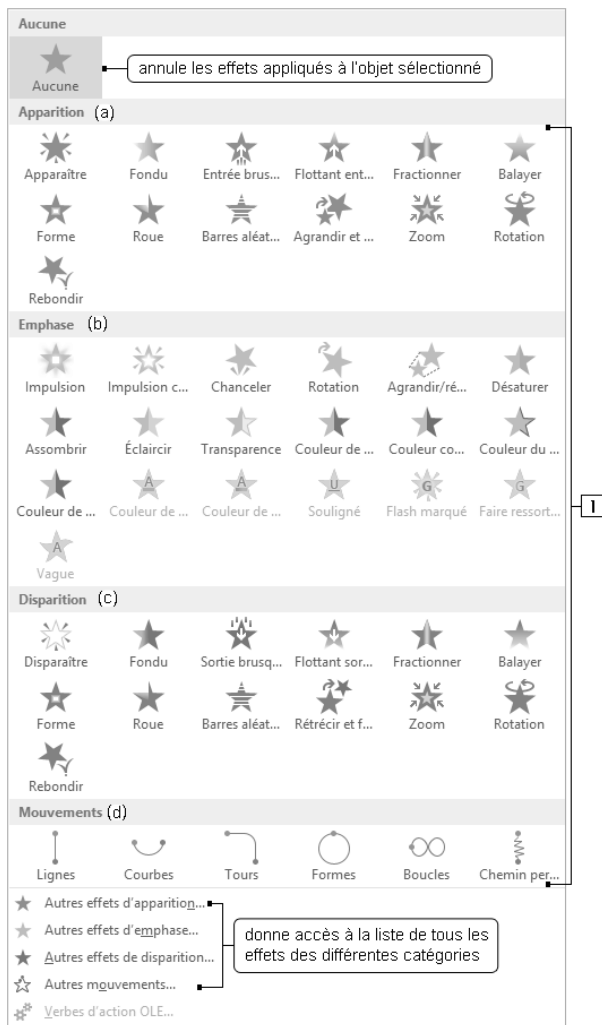 Aucune
Aucune
annule les effets appliqués à l'objet sélectionné
Apparition (a)
Apparaître Fondu Entrée brus... Flottant ent... Fractionner Balayer
Forme Roue Barres aléat... Agrandir et ... Zoom Rotation
Rebondir
Emphase (b)
Impulsion Impulsion c... Chanceler Rotation Agrandir/ré... Désaturer
Assombrir Éclaircir Transparence Couleur de ... Couleur co... Couleur du ...
A A U G G
Couleur de ... Couleur de ... Couleur de ... Souligné Flash marqué Faire ressort...
1
A
Vague
Disparition (c)
Disparaître Fondu Sortie brusq... Flottant sor... Fractionner Balayer
Forme Roue Barres aléat... Rétrécir et f... Zoom Rotation
Rebondir
Mouvements (d)
Lignes Courbes Tours Formes Boucles Chemin per...
Autres effets d'apparition...
Autres effets d'emphase...
Autres effets de disparition...
Autres mouvements...
Verbes d'action OLE...
donne accès à la liste de tous les
effets des différentes catégories